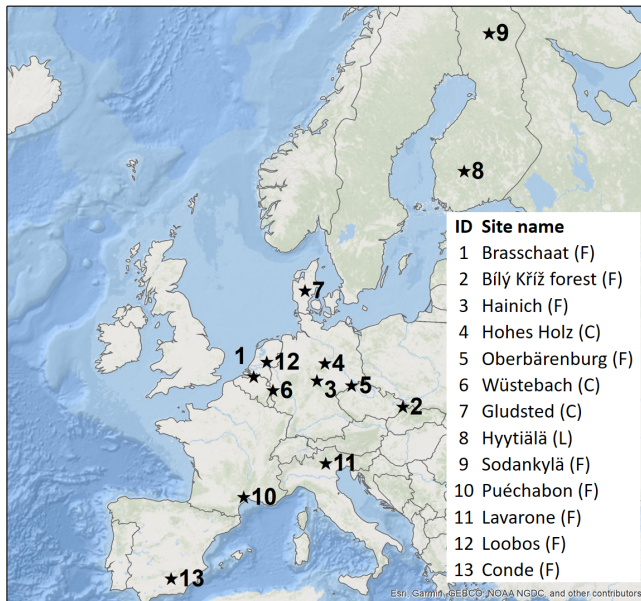 9
8
7
ID Site name
1 Brasschaat (F)
2 Bílý Kříž forest (F)
3 Hainich (F)
4 Hohes Holz (C)
5 Oberbärenburg (F)
6 Wüstebach (C)
7 Gludsted (C)
8 Hyytiälä (L)
9 Sodankylä (F)
10 Puéchabon (F)
11 Lavarone (F)
12 Loobos (F)
13 Conde (F)
1
12
4
6
3
5
2
11
10
13
Esri, Garmin, GEBCO, NOAA NGDC, and other contributors